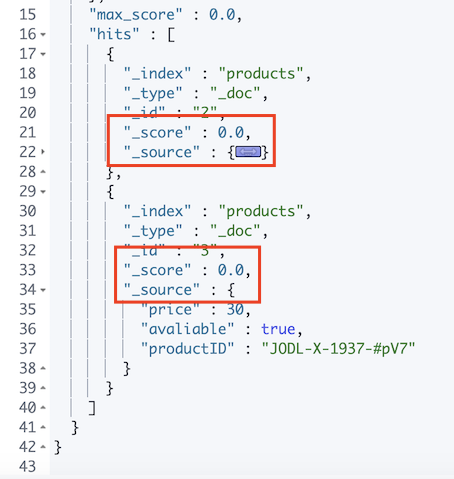 15 "max_score" : 0.0,
16 "hits" : [
17 {
18 "_index" : "products",
19 "_type" : "_doc",
20 "_id" : "2",
21 "_score" : 0.0,
22 "_source" : {}
28 },
29 {
30 "_index" : "products",
31 "_type" : "_doc",
32 "_id" : "3",
33 "_score" : 0.0,
34 "_source" : {
35 "price" : 30,
36 "avaliable" : true,
37 "productID" : "JODL-X-1937-#pV7"
38 }
39 }
40 ]
41 }
42 }
43